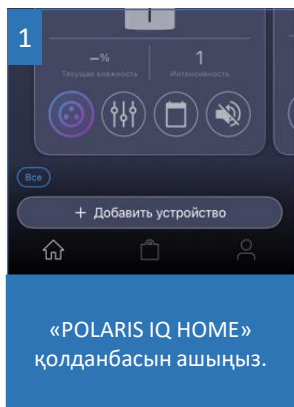 1
–% 1
Текущая влажность Интенсивность
Все
+ Добавить устройство
«POLARIS IQ HOME»
қолданбасын ашыңыз.